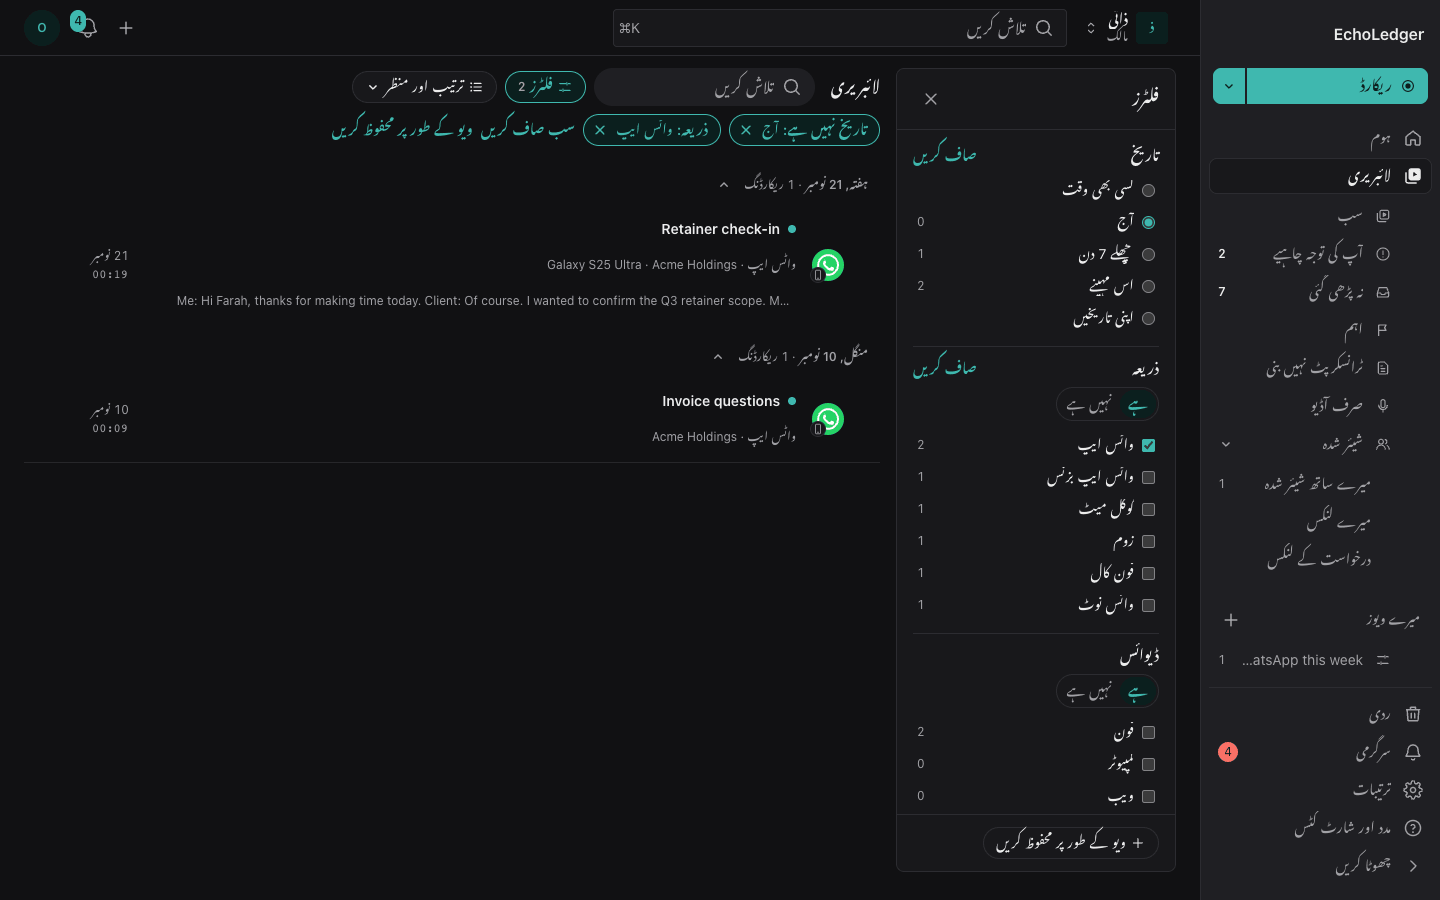 EchoLedger
ریکارڈ
ہوم
لائبریری
سب
آپ کی توجہ چاہیے 2
نہ پڑھی گئی 7
اہم
ٹرانسکرپٹ نہیں بنی
صرف آڈیو
شیئر شدہ
میرے ساتھ شیئر شدہ 1
میرے لنکس
درخواست کے لنکس
میرے ویوز
...atsApp this week 1
ردی
سرگرمی 4
ترتیبات
مدد اور شارٹ کٹس
چھوٹا کریں
ذ
ذاتی
مالک
تلاش کریں ⌘K
4
O
فلٹرز
تاریخ صاف کریں
کسی بھی وقت
آج 0
پچھلے 7 دن 1
اس مہینے 2
اپنی تاریخیں
ذریعہ صاف کریں
ہے نہیں ہے
واٹس ایپ 2
واٹس ایپ بزنس 1
گوگل میٹ 1
زوم 1
فون کال 1
وائس نوٹ 1
ڈیوائس
ہے نہیں ہے
فون 2
کمپیوٹر 0
ویب 0
ویو کے طور پر محفوظ کریں
لائبریری
تلاش کریں
فلٹرز 2
ترتیب اور منظر
تاریخ نہیں ہے: آج
ذریعہ: واٹس ایپ
سب صاف کریں
ویو کے طور پر محفوظ کریں
ہفتہ, 21 نومبر · 1 ریکارڈنگ
Retainer check-in
واٹس ایپ · Galaxy S25 Ultra · Acme Holdings
Me: Hi Farah, thanks for making time today. Client: Of course. I wanted to confirm the Q3 retainer scope. M...
21 نومبر
00:19
منگل, 10 نومبر · 1 ریکارڈنگ
Invoice questions
واٹس ایپ · Acme Holdings
10 نومبر
00:09